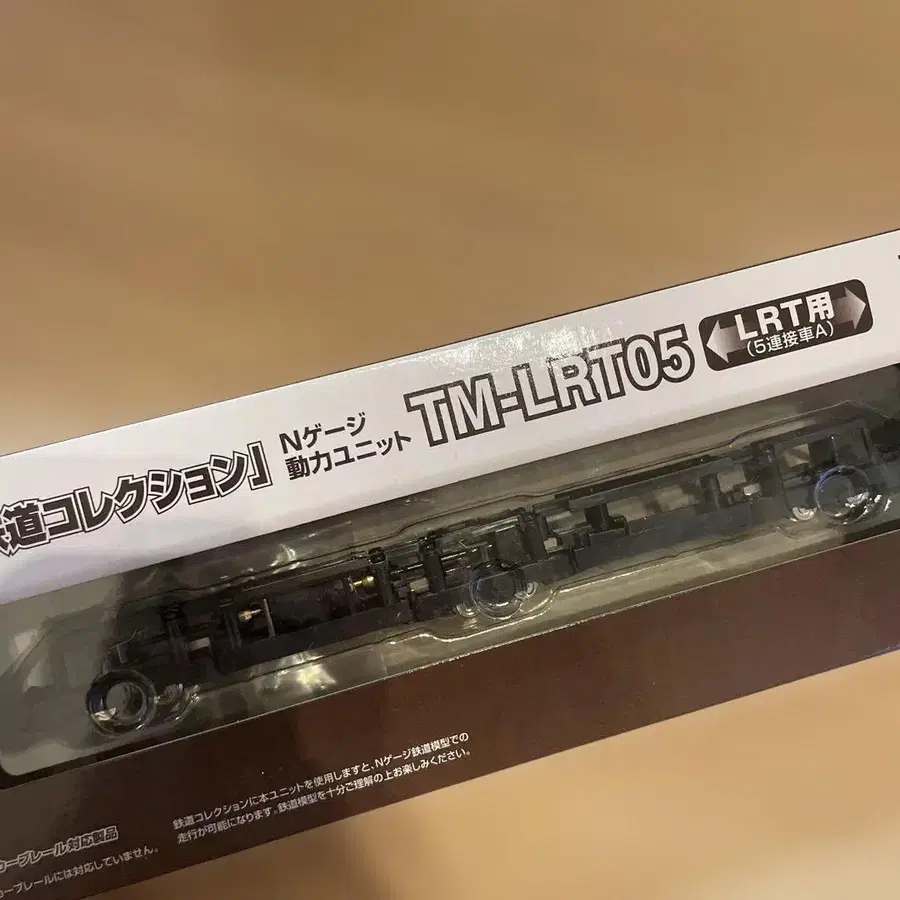 道コレクション」
Nゲージ
動力ユニット
TM-LRT05
LRT用
(5連接車A)
鉄道コレクションに本ユニットを使用しますと、Nゲージ鉄道模型での
走行が可能になります。鉄道模型を十分ご理解の上お楽しみください。
ーブレール対応製品
ーブレールには対応していません。